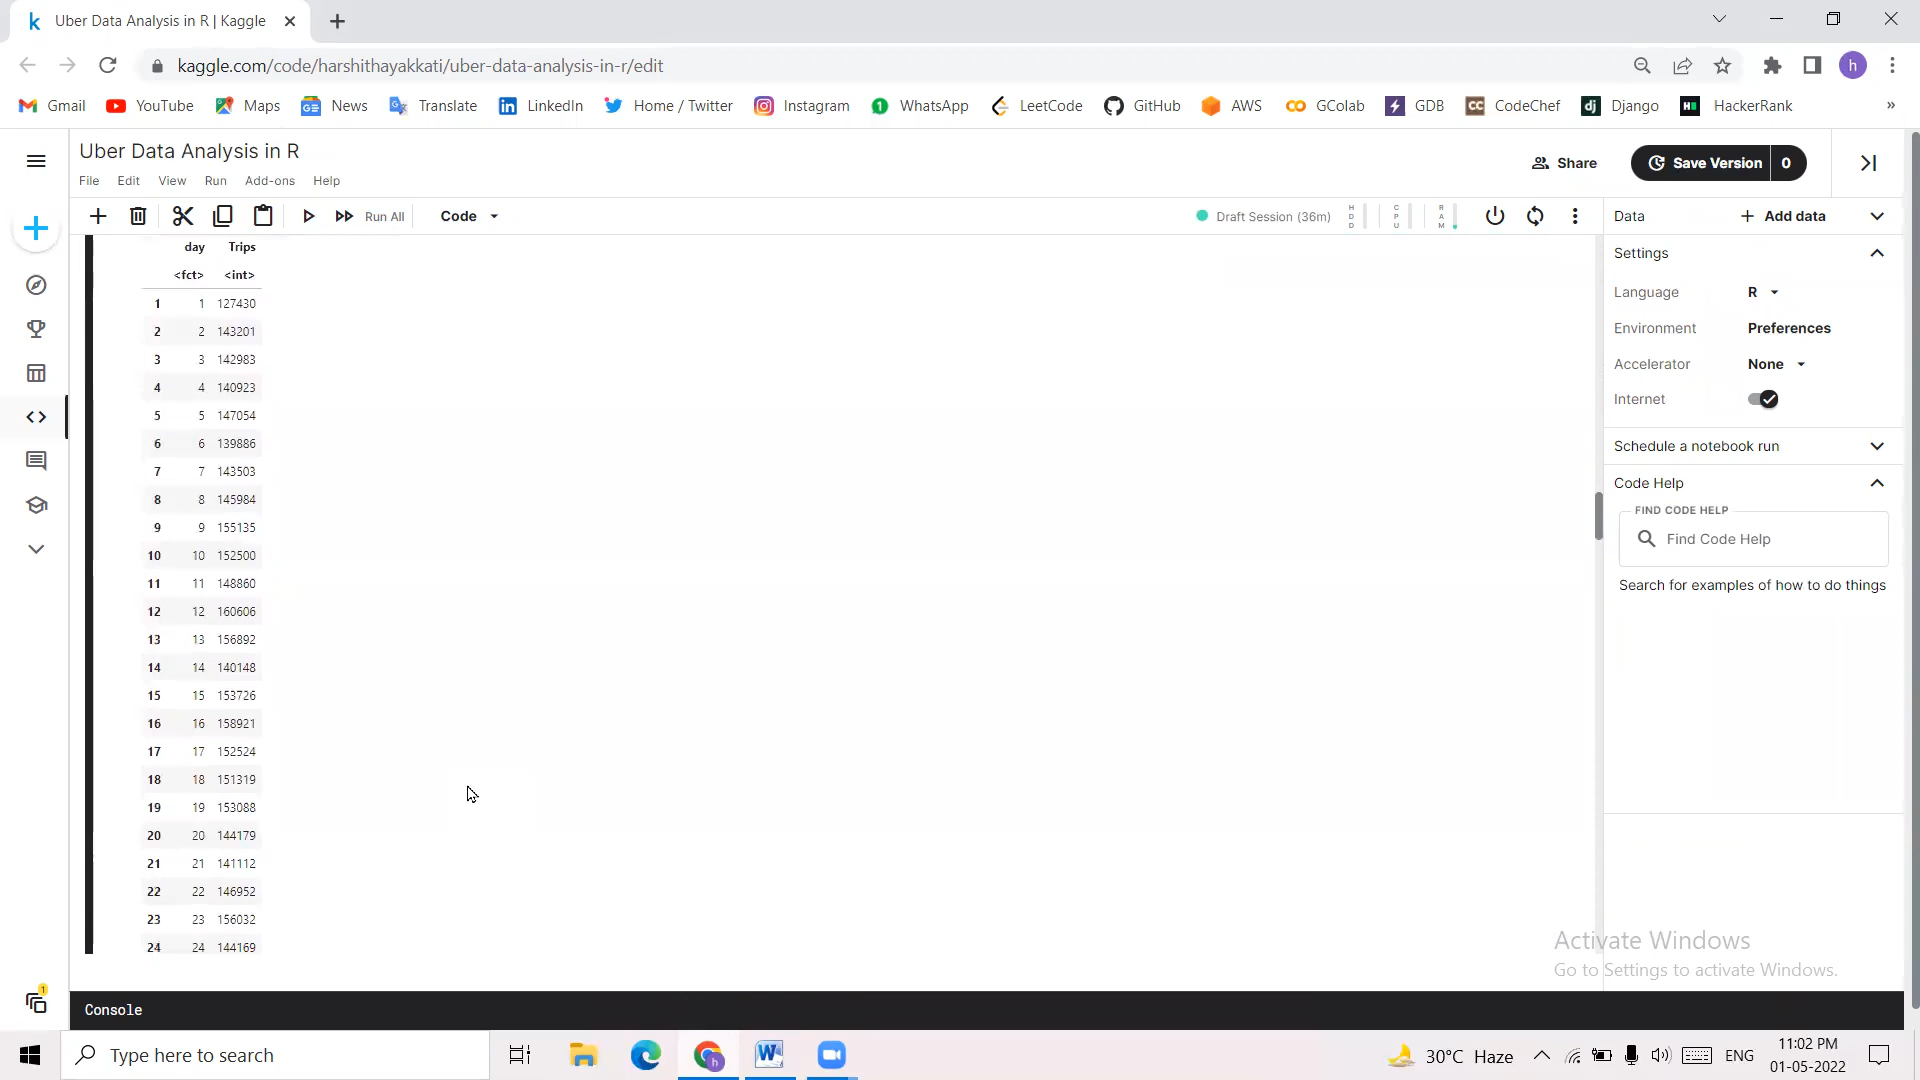 Uber Data Analysis in R | Kaggle
kaggle.com/code/harshithayakkati/uber-data-analysis-in-r/edit
h
Gmail YouTube Maps News Translate LinkedIn Home / Twitter Instagram 1 WhatsApp LeetCode GitHub AWS GColab GDB CC CodeChef dj Django H HackerRank »
Uber Data Analysis in R
File Edit View Run Add-ons Help
Share
Save Version 0
Run All
Code
Draft Session (36m)
HDD
CPU
RAM
Data
Add data
Settings
Language R
Environment Preferences
Accelerator None
Internet
Schedule a notebook run
Code Help
FIND CODE HELP
Find Code Help
Search for examples of how to do things
day Trips
<fct> <int>
1 1 127430
2 2 143201
3 3 142983
4 4 140923
5 5 147054
6 6 139886
7 7 143503
8 8 145984
9 9 155135
10 10 152500
11 11 148860
12 12 160606
13 13 156892
14 14 140148
15 15 153726
16 16 158921
17 17 152524
18 18 151319
19 19 153088
20 20 144179
21 21 141112
22 22 146952
23 23 156032
24 24 144169
Activate Windows
Go to Settings to activate Windows.
1
Console
Type here to search
h
W
30°C Haze
ENG
11:02 PM
01-05-2022